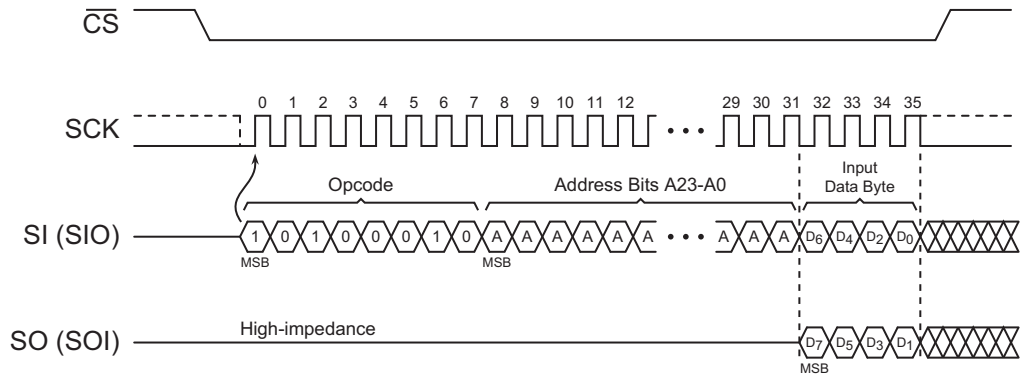 CS
0 1 2 3 4 5 6 7 8 9 10 11 12 29 30 31 32 33 34 35
SCK
Opcode Address Bits A23-A0 Input Data Byte
SI (SIO) 1 0 1 0 0 0 1 0 A A A A A A • • • A A A D6 D4 D2 D0
MSB MSB
High-impedance
SO (SOI) D7 D5 D3 D1
MSB